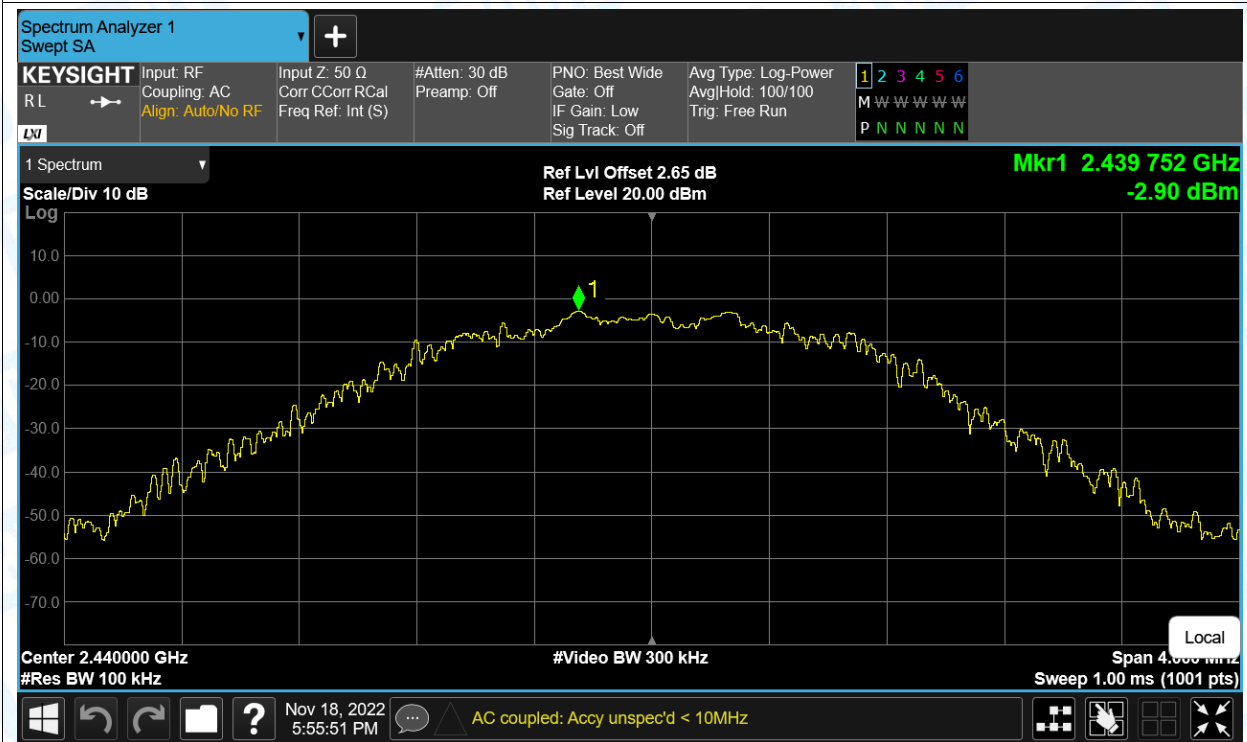 Spectrum Analyzer 1
Swept SA
KEYSIGHT
R L
LXI
Input: RF
Coupling: AC
Align: Auto/No RF
Input Z: 50 Ω
Corr CCorr RCal
Freq Ref: Int (S)
#Atten: 30 dB
Preamp: Off
PNO: Best Wide
Gate: Off
IF Gain: Low
Sig Track: Off
Avg Type: Log-Power
Avg|Hold: 100/100
Trig: Free Run
1 2 3 4 5 6
M W W W W W W
P N N N N N
1 Spectrum
Scale/Div 10 dB
Log
Ref Lvl Offset 2.65 dB
Ref Level 20.00 dBm
Mkr1 2.439 752 GHz
-2.90 dBm
10.0
0.00
-10.0
-20.0
-30.0
-40.0
-50.0
-60.0
-70.0
1
Local
Center 2.440000 GHz
#Res BW 100 kHz
#Video BW 300 kHz
Span
Sweep 1.00 ms (1001 pts)
?
Nov 18, 2022
5:55:51 PM
AC coupled: Accy unspec'd < 10MHz